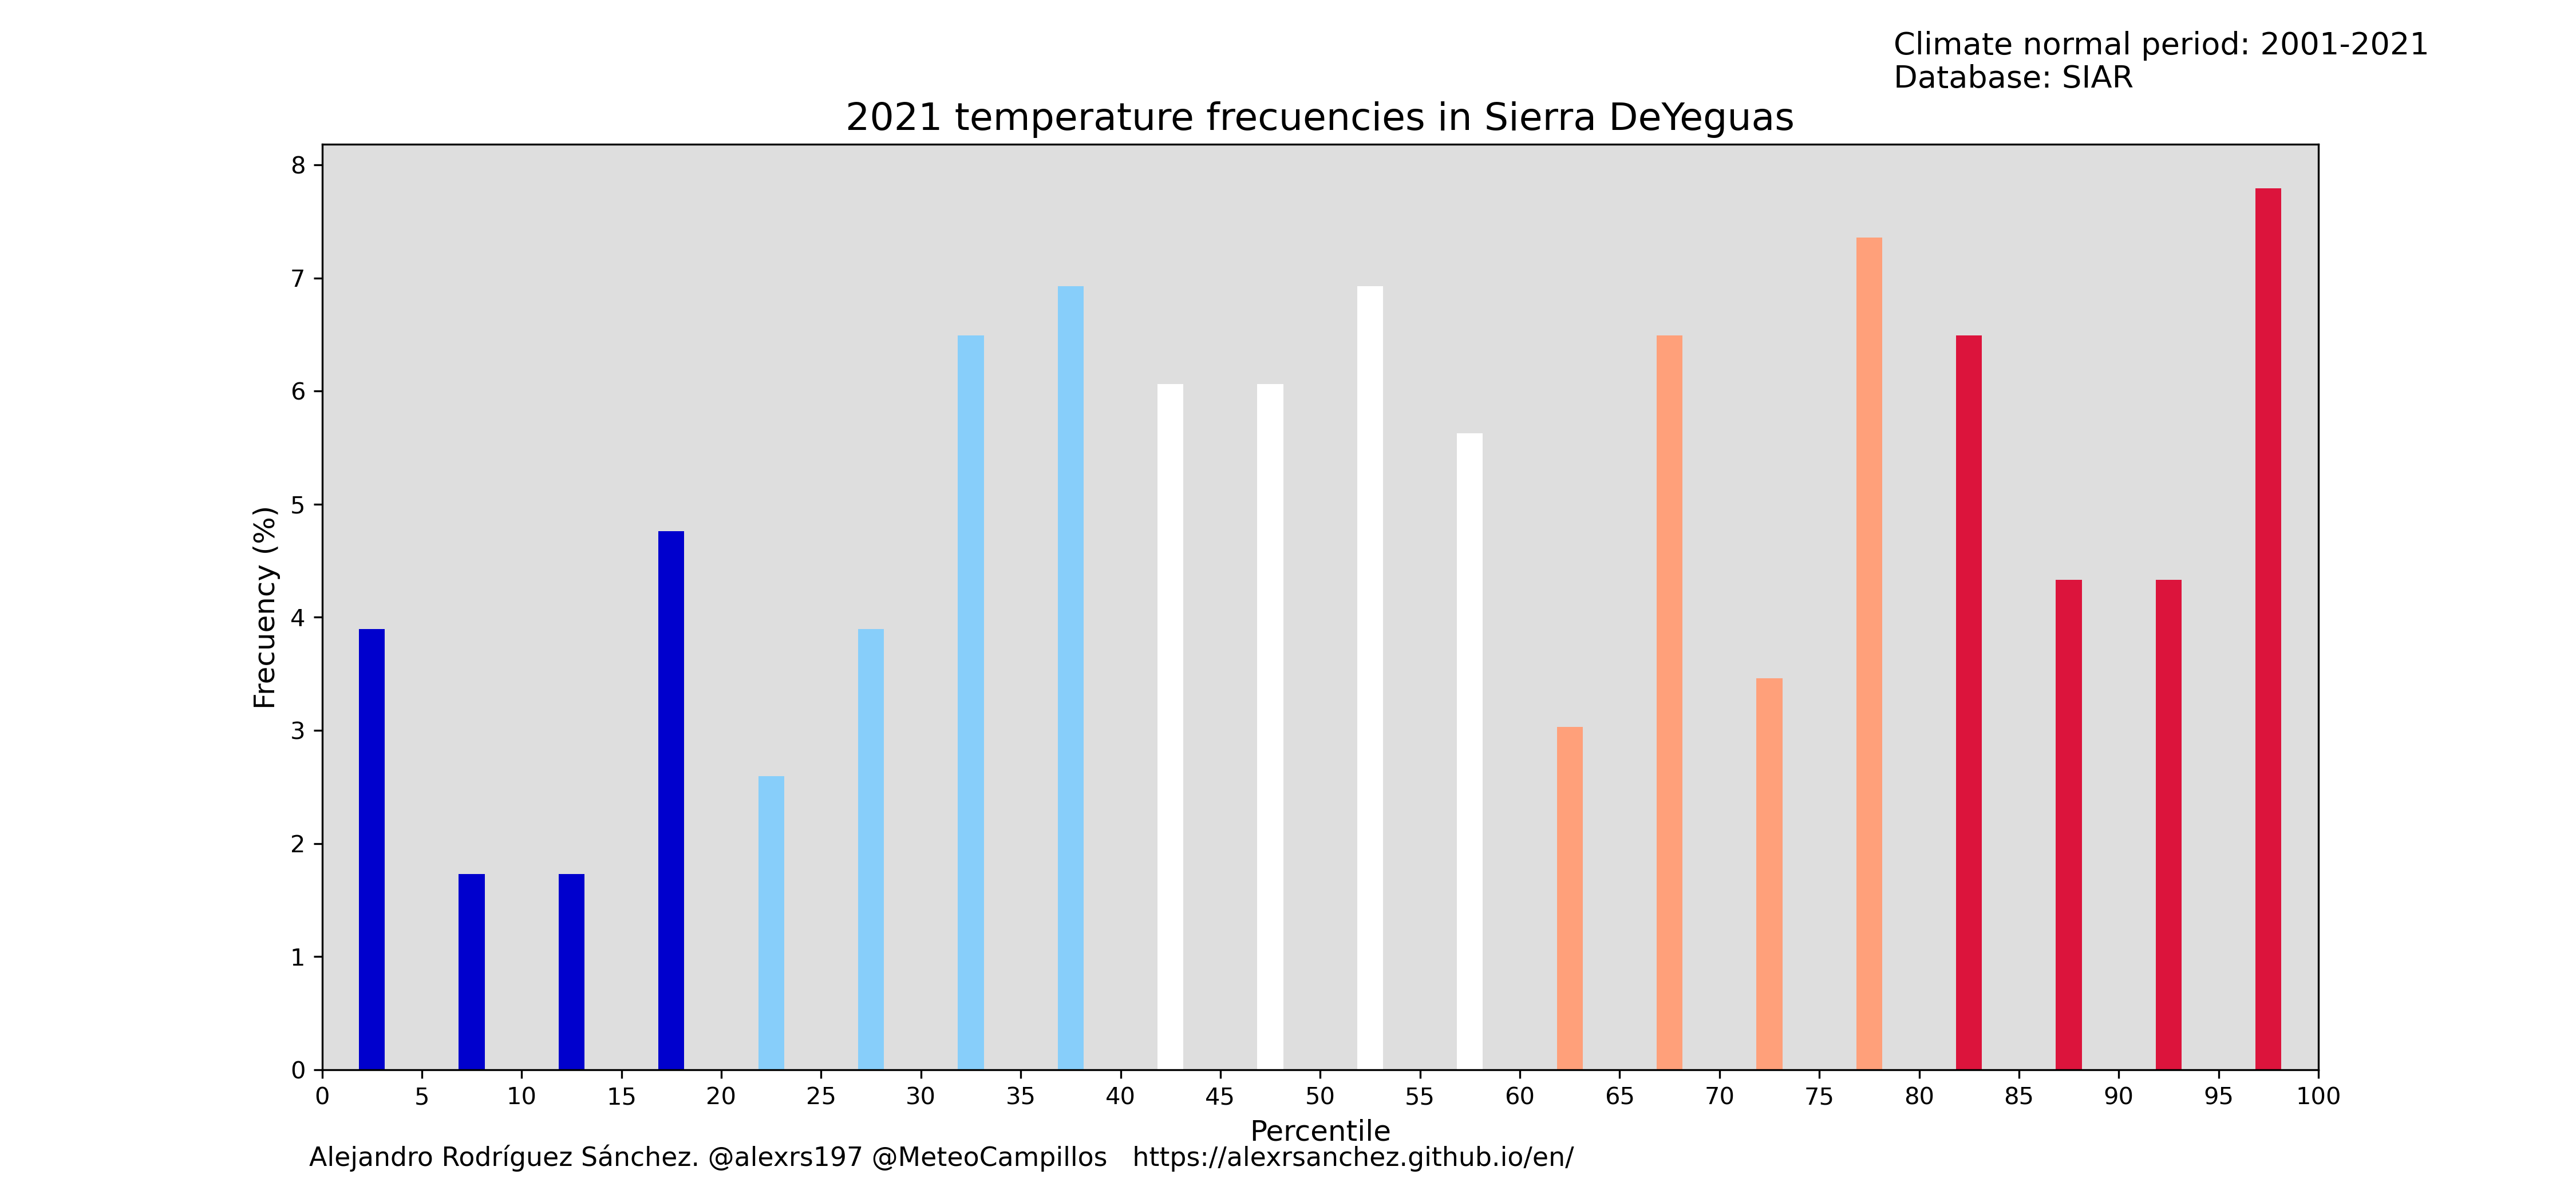 Climate normal period: 2001-2021
Database: SIAR
2021 temperature frecuencies in Sierra DeYeguas
8
7
6
5
4
3
2
1
0
Frecuency (%)
0 5 10 15 20 25 30 35 40 45 50 55 60 65 70 75 80 85 90 95 100
Percentile
Alejandro Rodríguez Sánchez. @alexrs197 @MeteoCampillos https://alexrsanchez.github.io/en/